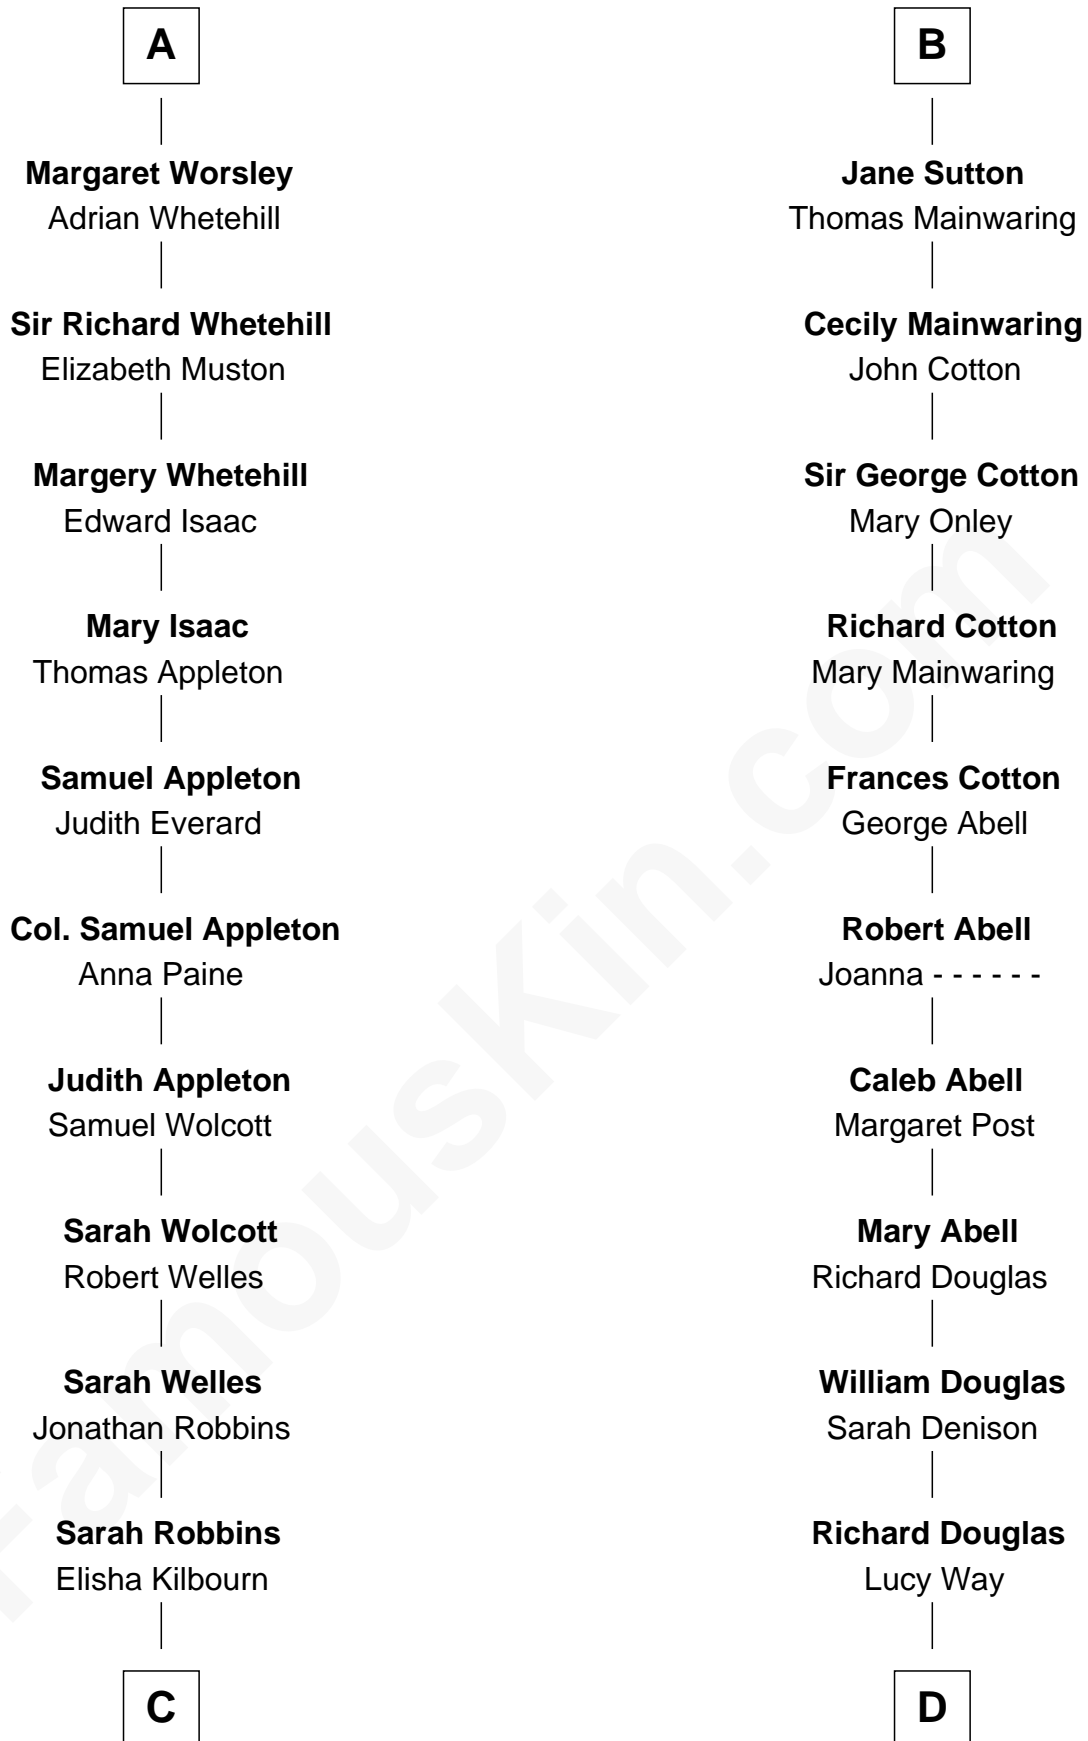 A
Margaret Worsley
Adrian Whetehill
Sir Richard Whetehill
Elizabeth Muston
Margery Whetehill
Edward Isaac
Mary Isaac
Thomas Appleton
Samuel Appleton
Judith Everard
Col. Samuel Appleton
Anna Paine
Judith Appleton
Samuel Wolcott
Sarah Wolcott
Robert Welles
Sarah Welles
Jonathan Robbins
Sarah Robbins
Elisha Kilbourn
C
B
Jane Sutton
Thomas Mainwaring
Cecily Mainwaring
John Cotton
Sir George Cotton
Mary Onley
Richard Cotton
Mary Mainwaring
Frances Cotton
George Abell
Robert Abell
Joanna - - - - - -
Caleb Abell
Margaret Post
Mary Abell
Richard Douglas
William Douglas
Sarah Denison
Richard Douglas
Lucy Way
D
FamousKin.com